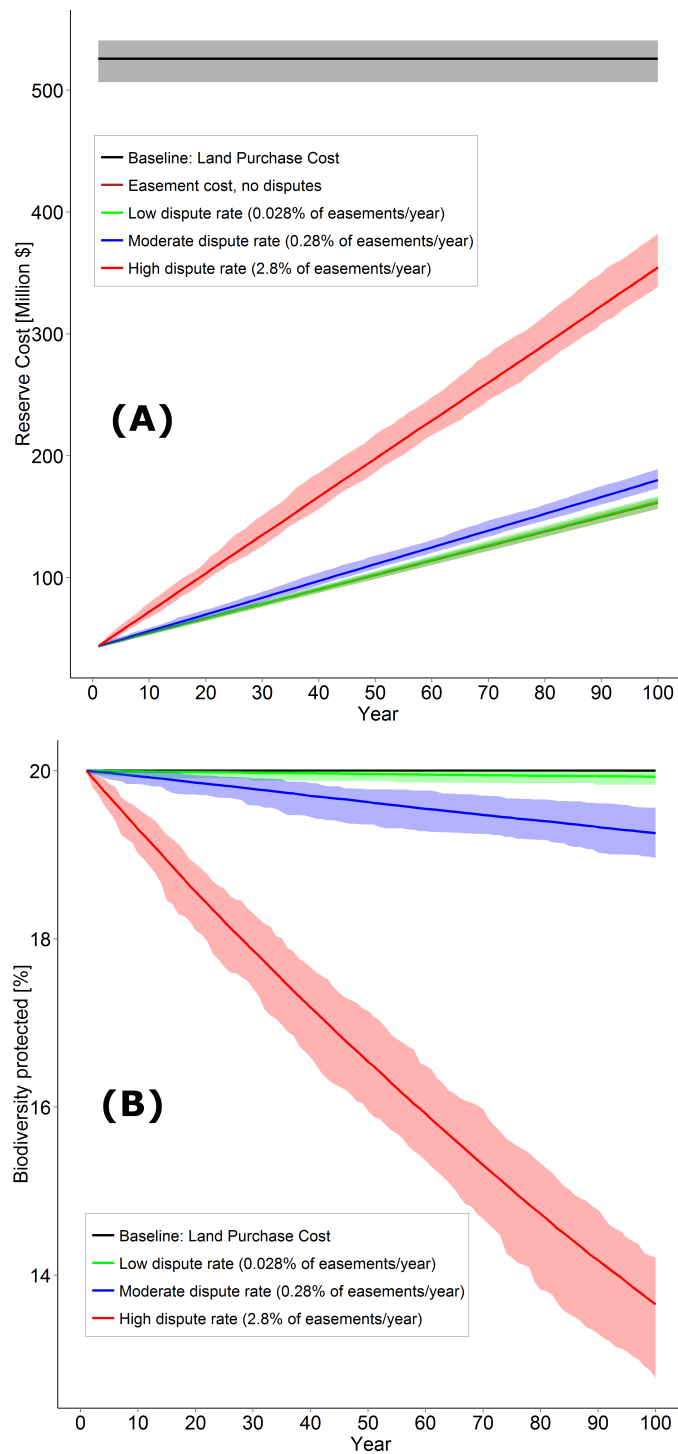 500
400
300
200
100
Reserve Cost [Million $]
Baseline: Land Purchase Cost
Easement cost, no disputes
Low dispute rate (0.028% of easements/year)
Moderate dispute rate (0.28% of easements/year)
High dispute rate (2.8% of easements/year)
(A)
0 10 20 30 40 50 60 70 80 90 100
Year
20
18
16
14
Biodiversity protected [%]
(B)
Baseline: Land Purchase Cost
Low dispute rate (0.028% of easements/year)
Moderate dispute rate (0.28% of easements/year)
High dispute rate (2.8% of easements/year)
0 10 20 30 40 50 60 70 80 90 100
Year